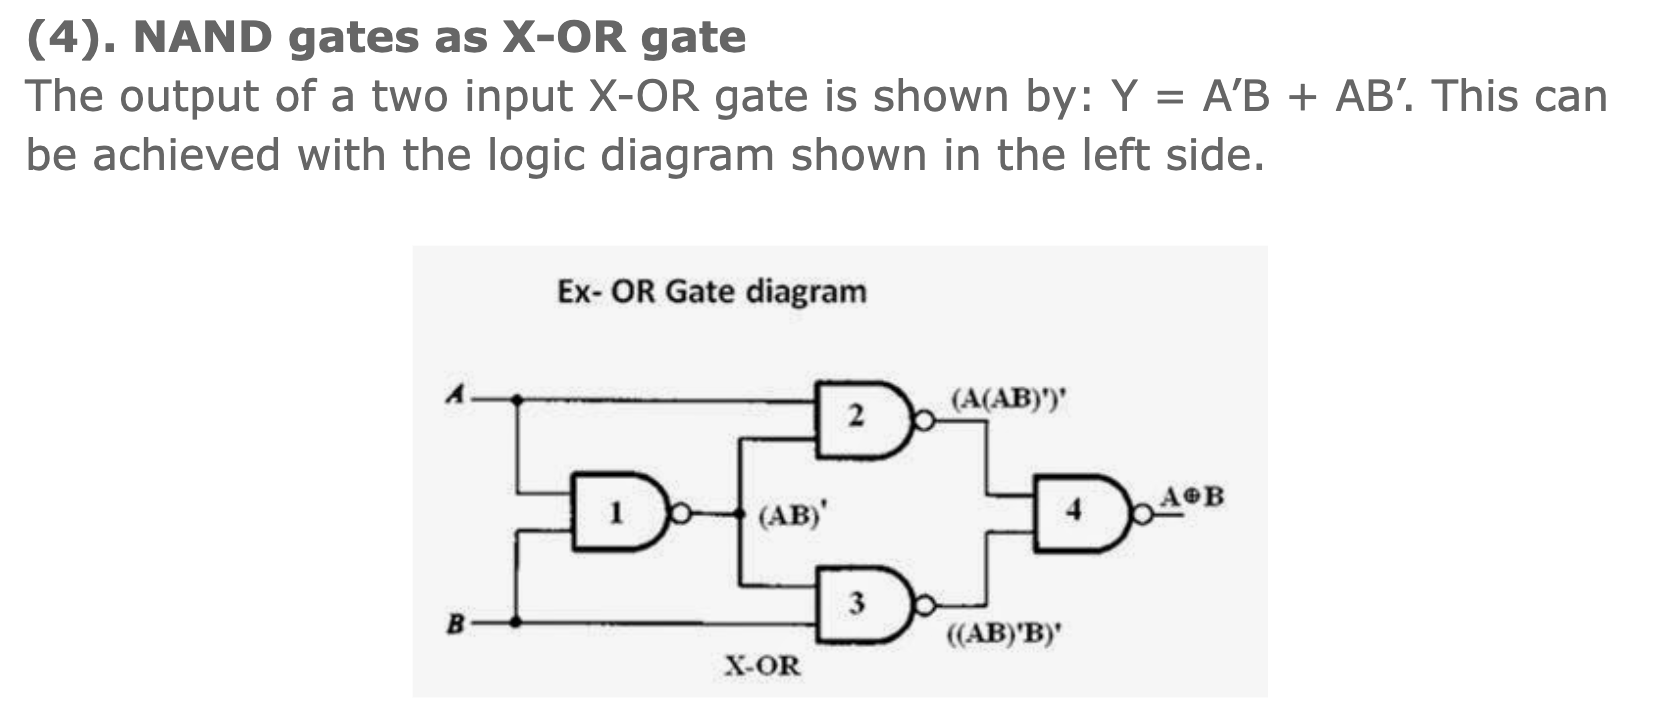 (4). NAND gates as X-OR gate
The output of a two input X-OR gate is shown by: Y = A′B + AB′. This can
be achieved with the logic diagram shown in the left side.
Ex- OR Gate diagram
A
2
(A(AB)')'
1
(AB)'
4
A⊕B
3
B
((AB)'B)'
X-OR